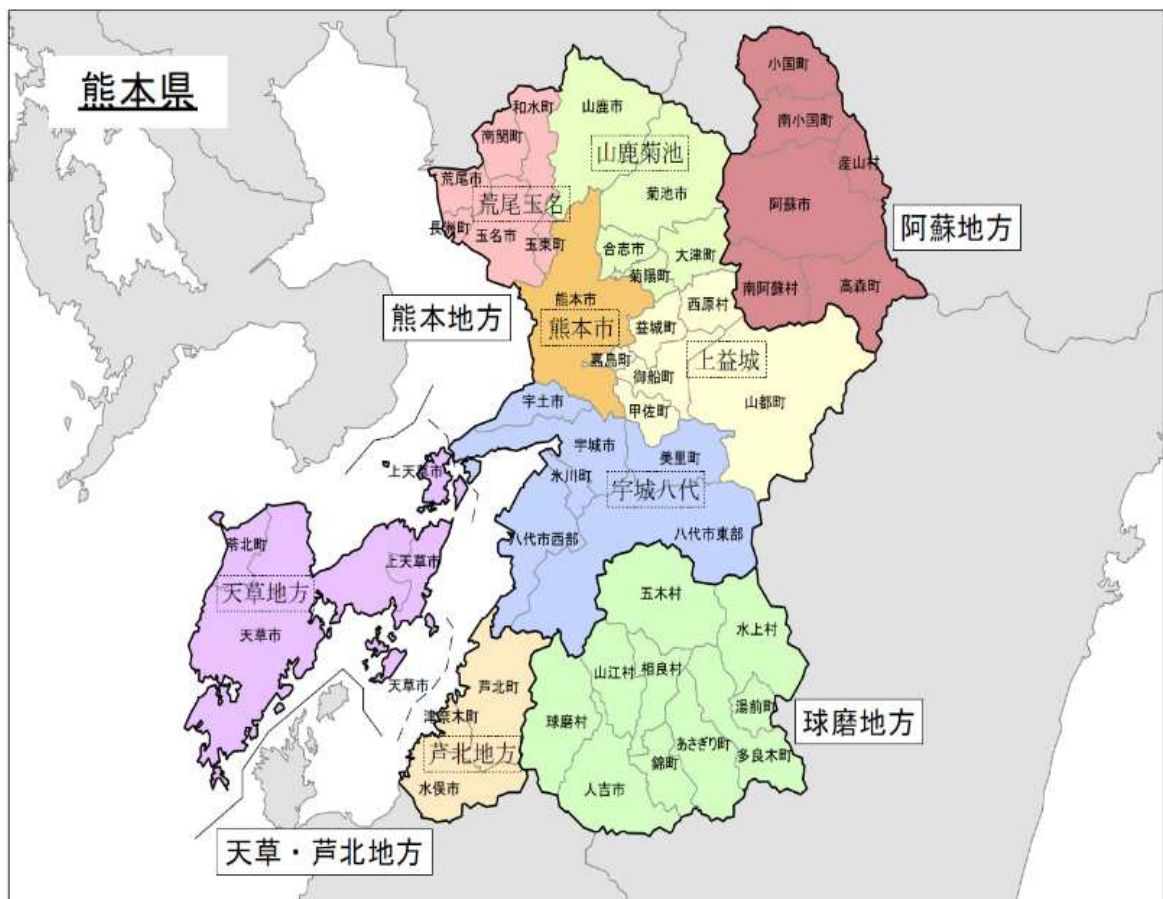 熊本県
小国町
和水町
山鹿市
南小国町
南関町
山鹿菊池
産山村
荒尾市
菊池市
荒尾玉名
阿蘇市
長洲町
玉名市
玉東町
合志市
大津町
阿蘇地方
菊陽町
南阿蘇村
高森町
熊本市
西原村
熊本地方
熊本市
益城町
嘉島町
上益城
御船町
宇土市
甲佐町
山都町
宇城市
美里町
上天草市
氷川町
宇城八代
八代市西部
八代市東部
苓北町
上天草市
天草地方
五木村
天草市
水上村
山江村
相良村
天草市
芦北町
湯前町
津奈木町
球磨村
球磨地方
あさぎり町
芦北地方
錦町
多良木町
水俣市
人吉市
天草・芦北地方